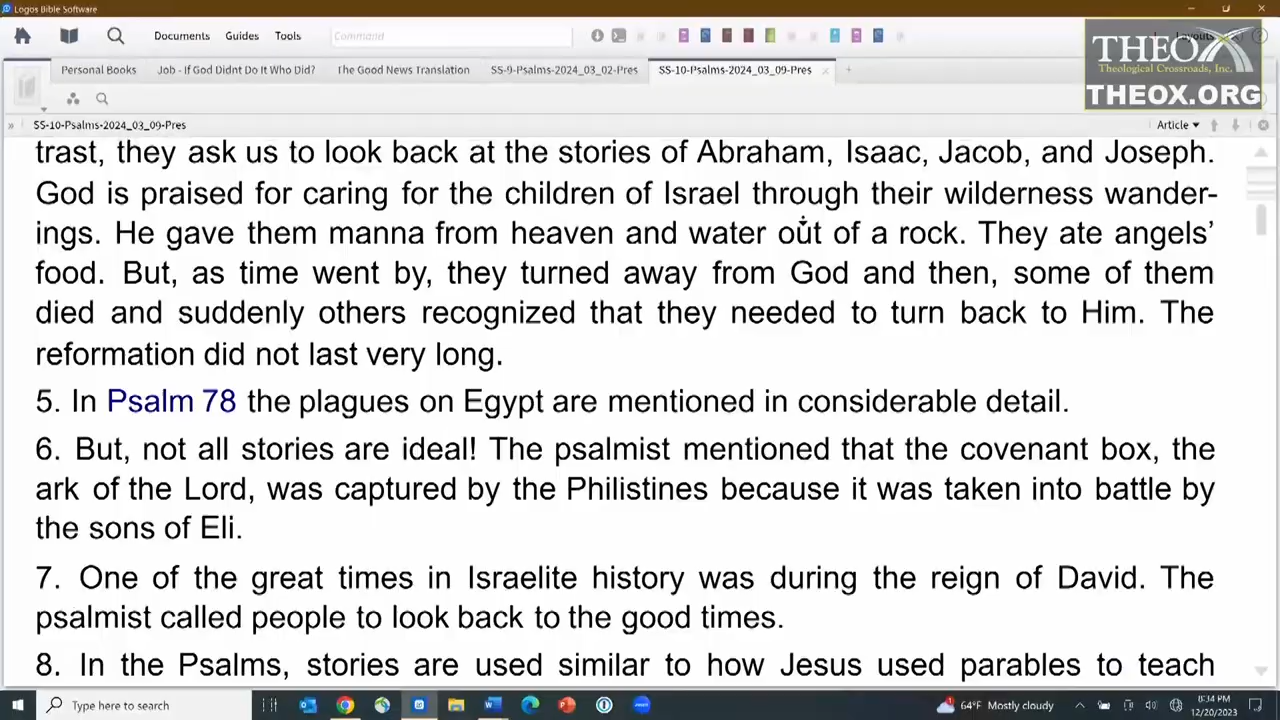 Logos Bible Software
Documents Guides Tools Command
THEOX
Theological Crossroads, Inc.
THEOX.ORG
Personal Books Job - If God Didnt Do It Who Did? The Good News Tra SS-9-Psalms-2024_03_02-Pres SS-10-Psalms-2024_03_09-Pres
SS-10-Psalms-2024_03_09-Pres Article
trast, they ask us to look back at the stories of Abraham, Isaac, Jacob, and Joseph.
God is praised for caring for the children of Israel through their wilderness wander-
ings. He gave them manna from heaven and water out of a rock. They ate angels’
food. But, as time went by, they turned away from God and then, some of them
died and suddenly others recognized that they needed to turn back to Him. The
reformation did not last very long.
5. In Psalm 78 the plagues on Egypt are mentioned in considerable detail.
6. But, not all stories are ideal! The psalmist mentioned that the covenant box, the
ark of the Lord, was captured by the Philistines because it was taken into battle by
the sons of Eli.
7. One of the great times in Israelite history was during the reign of David. The
psalmist called people to look back to the good times.
8. In the Psalms, stories are used similar to how Jesus used parables to teach
Type here to search 64°F Mostly cloudy 8:34 PM
12/20/2023